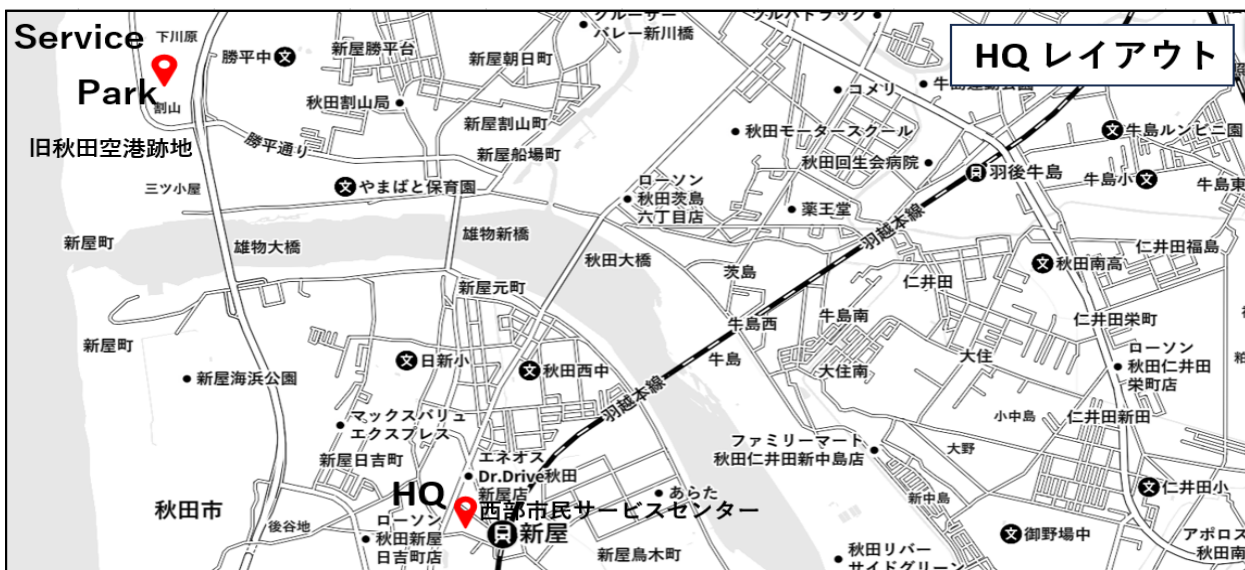 HQ レイアウト
Service
Park
旧秋田空港跡地
下川原
割山
勝平中
文
新屋勝平台
秋田割山局
新屋朝日町
新屋割山町
新屋船場町
勝平通り
三ツ小屋
文
やまばと保育園
バレー新川橋
コメリ
秋田モータースクール
秋田回生会病院
文
牛島ルンビニ園
羽後牛島
牛島小
文
牛島東
ローソン
秋田茨島
六丁目店
薬王堂
羽越本線
新屋町
雄物大橋
雄物新橋
秋田大橋
茨島
仁井田福島
文
秋田南高
仁井田
新屋元町
牛島西
牛島南
仁井田栄町
新屋町
文
日新小
文
秋田西中
牛島
大住
大住南
ローソン
秋田仁井田
栄町店
新屋海浜公園
羽越本線
マックスバリュ
エクスプレス
小中島
仁井田新田
ファミリーマート
秋田仁井田新中島店
大野
新屋日吉町
エネオス
Dr.Drive秋田
新屋店
HQ
西部市民サービスセンター
あらた
新中島
文
仁井田小
秋田市
後谷地
ローソン
秋田新屋
日吉町店
新屋
新屋鳥木町
文
御野場中
アポロス
秋田南
秋田リバー
サイドグリーン